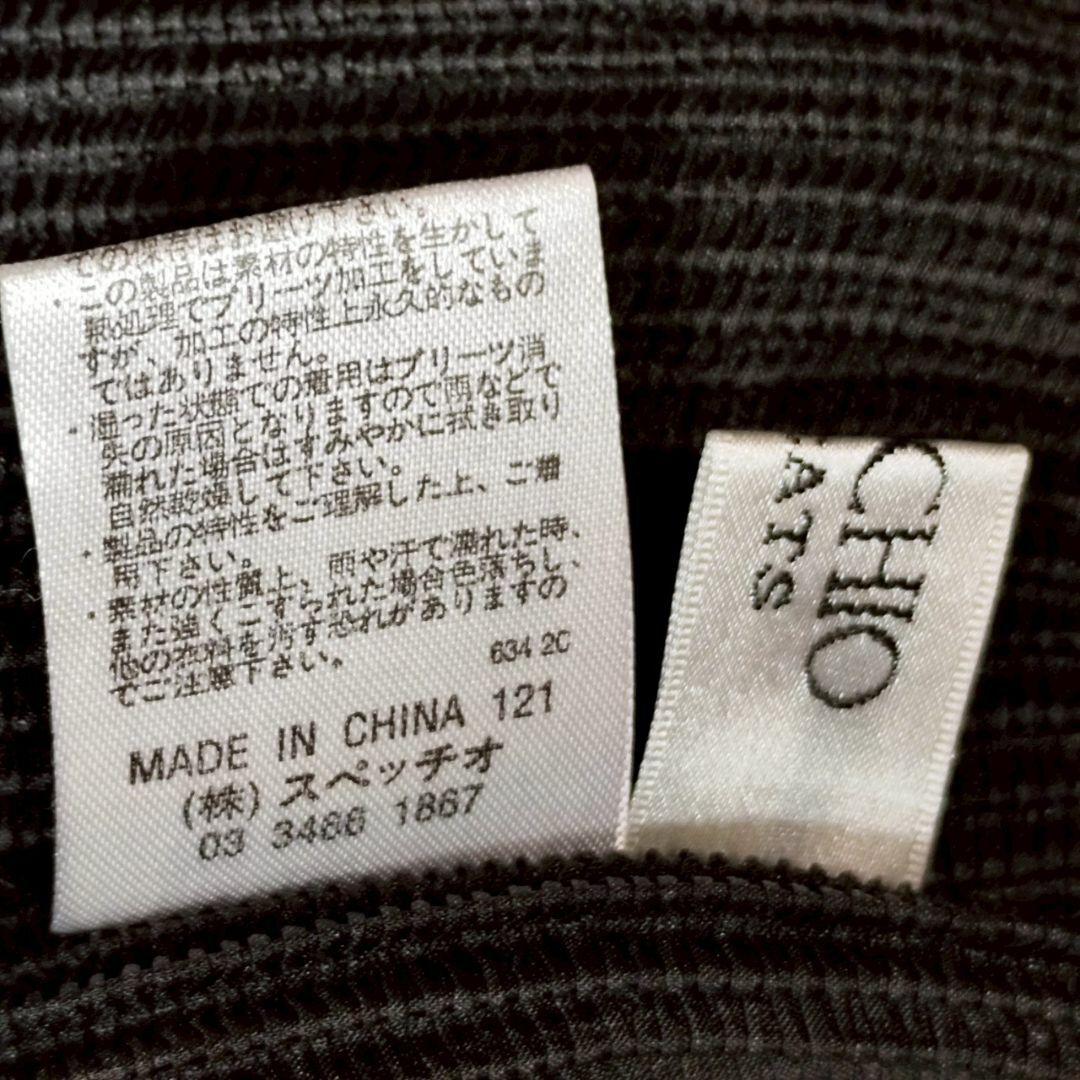 ・この製品は素材の特性を生かして
熱処理でプリーツ加工をしていま
すが、加工の特性上永久的なもの
ではありません。
・湿った状態での着用はプリーツ消
失の原因となりますので雨などで
濡れた場合はすみやかに拭き取り
自然乾燥して下さい。
・製品の特性をご理解した上、ご着
用下さい。
・素材の性質上、雨や汗で濡れた時、
また強くこすられた場合色落ちし、
他の衣料を汚す恐れがありますの
でご注意下さい。
634 2C
MADE IN CHINA 121
(株) スペッチオ
03 3486 1867
CHIO
ATS